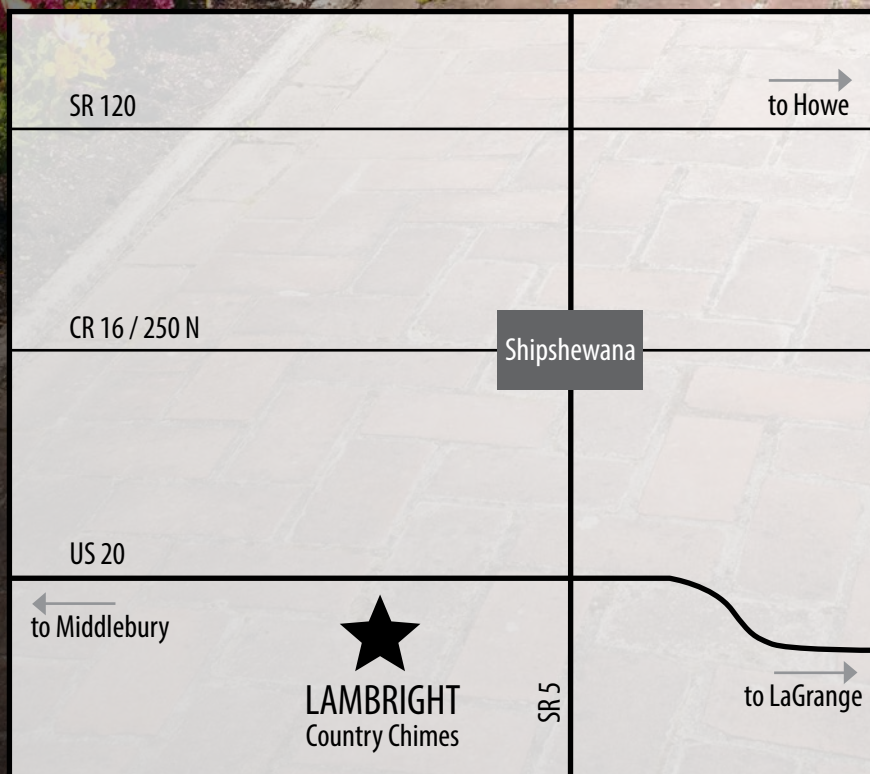 SR 120
to Howe
CR 16 / 250 N
Shipshewana
US 20
to Middlebury
LAMBRIGHT
Country Chimes
SR 5
to LaGrange